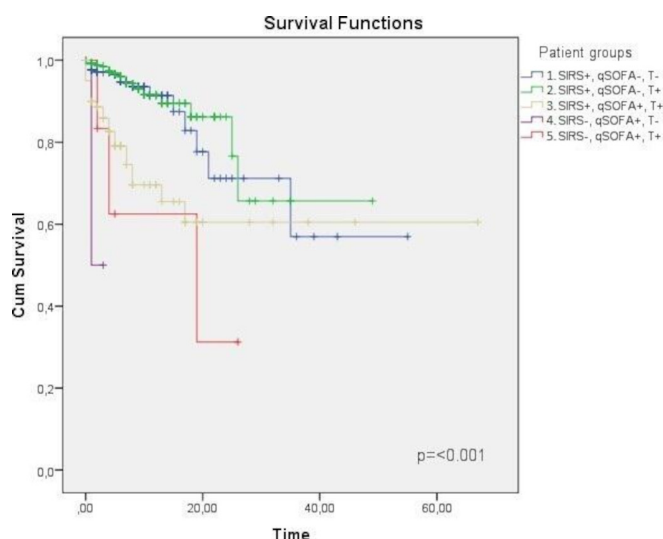 Survival Functions
Patient groups
1. SIRS+, qSOFA-, T-
2. SIRS+, qSOFA-, T+
3. SIRS+, qSOFA+, T+
4. SIRS-, qSOFA+, T-
5. SIRS-, qSOFA+, T+
Cum Survival
1,0
0,8
0,6
0,4
0,2
0,0
p=<0.001
,00
20,00
40,00
60,00
Time